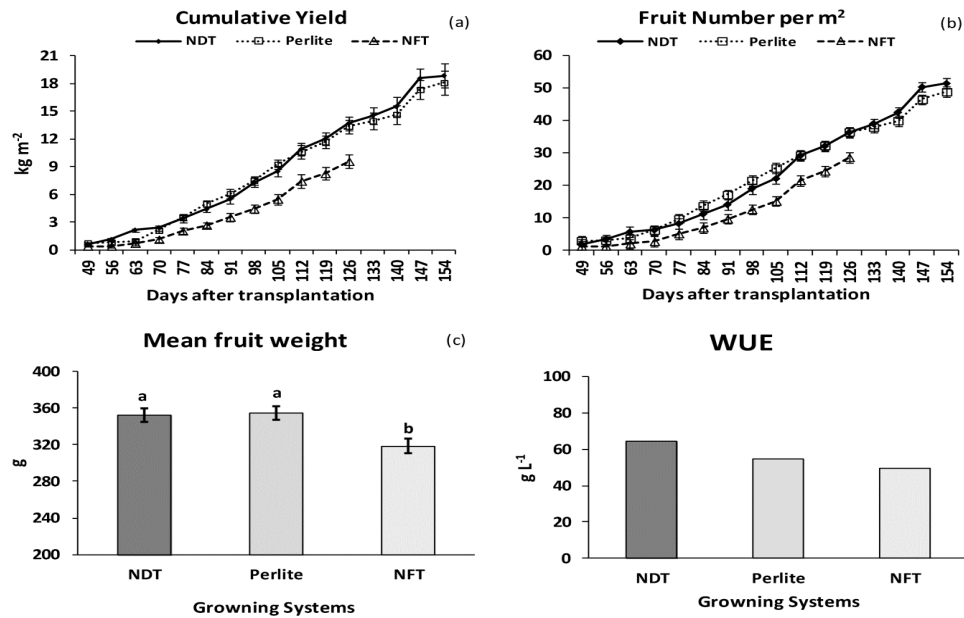 Cumulative Yield
(a)
NDT Perlite NFT
21
18
15
12
9
6
3
0
kg m⁻²
49 56 63 70 77 84 91 98 105 112 119 126 133 140 147 154
Days after transplantation
Fruit Number per m²
(b)
NDT Perlite NFT
60
50
40
30
20
10
0
49 56 63 70 77 84 91 98 105 112 119 126 133 140 147 154
Days after transplantation
Mean fruit weight
(c)
400
360
320
280
240
200
g
a a b
NDT Perlite NFT
Growning Systems
WUE
100
80
60
40
20
0
g L⁻¹
NDT Perlite NFT
Growning Systems